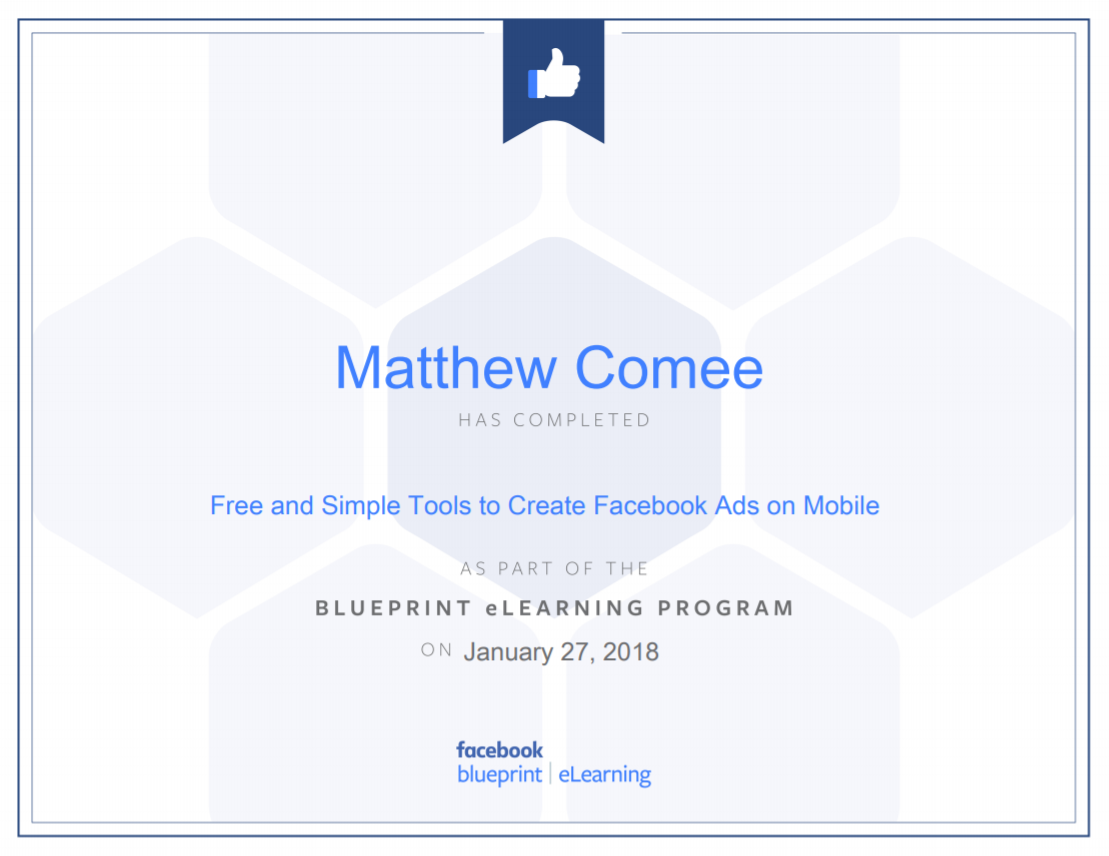 Matthew Comee
HAS COMPLETED
Free and Simple Tools to Create Facebook Ads on Mobile
AS PART OF THE
BLUEPRINT eLEARNING PROGRAM
ON January 27, 2018
facebook
blueprint | eLearning